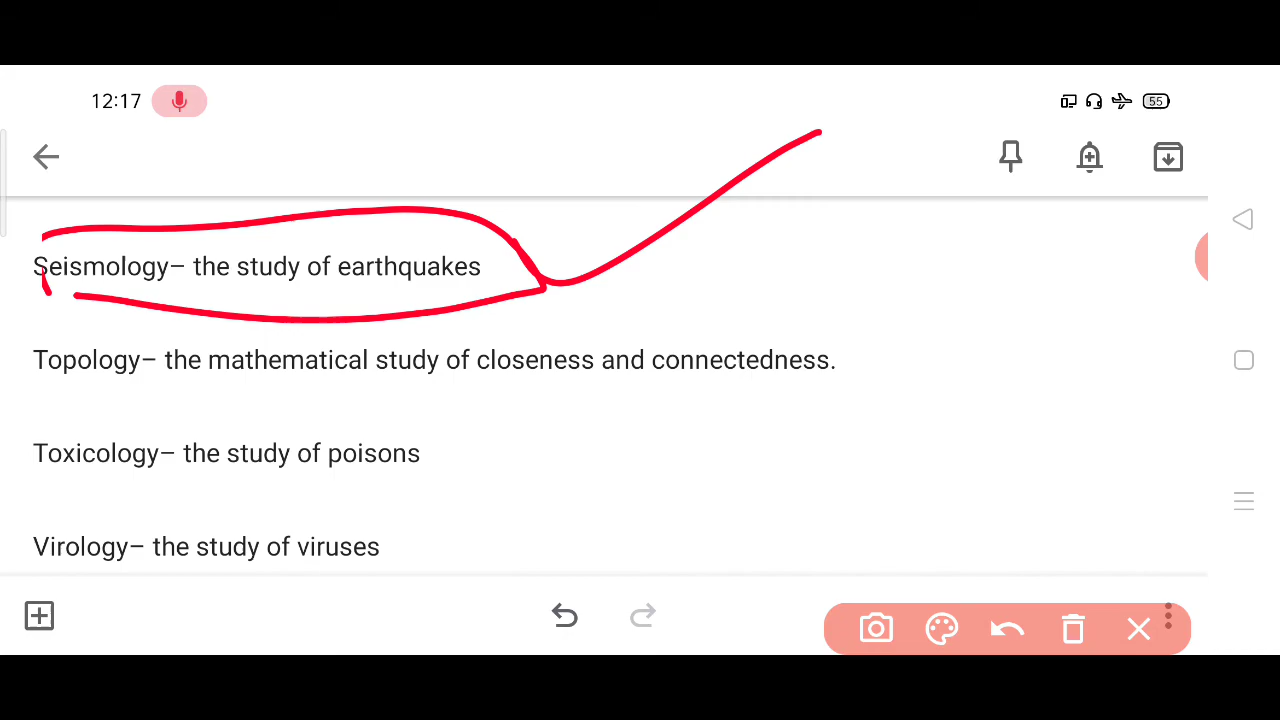 12:17
55
Seismology– the study of earthquakes
Topology– the mathematical study of closeness and connectedness.
Toxicology– the study of poisons
Virology– the study of viruses